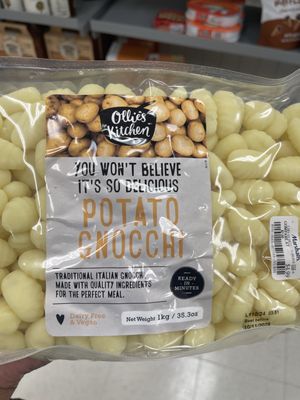 Ollie's
Kitchen
YOU WON'T BELIEVE
IT'S SO DELICIOUS
POTATO
GNOCCHI
TRADITIONAL ITALIAN GNOCCHI
MADE WITH QUALITY INGREDIENTS
FOR THE PERFECT MEAL.
READY
IN
MINUTES
Dairy Free
& Vegan
Net Weight 1kg / 35.3oz